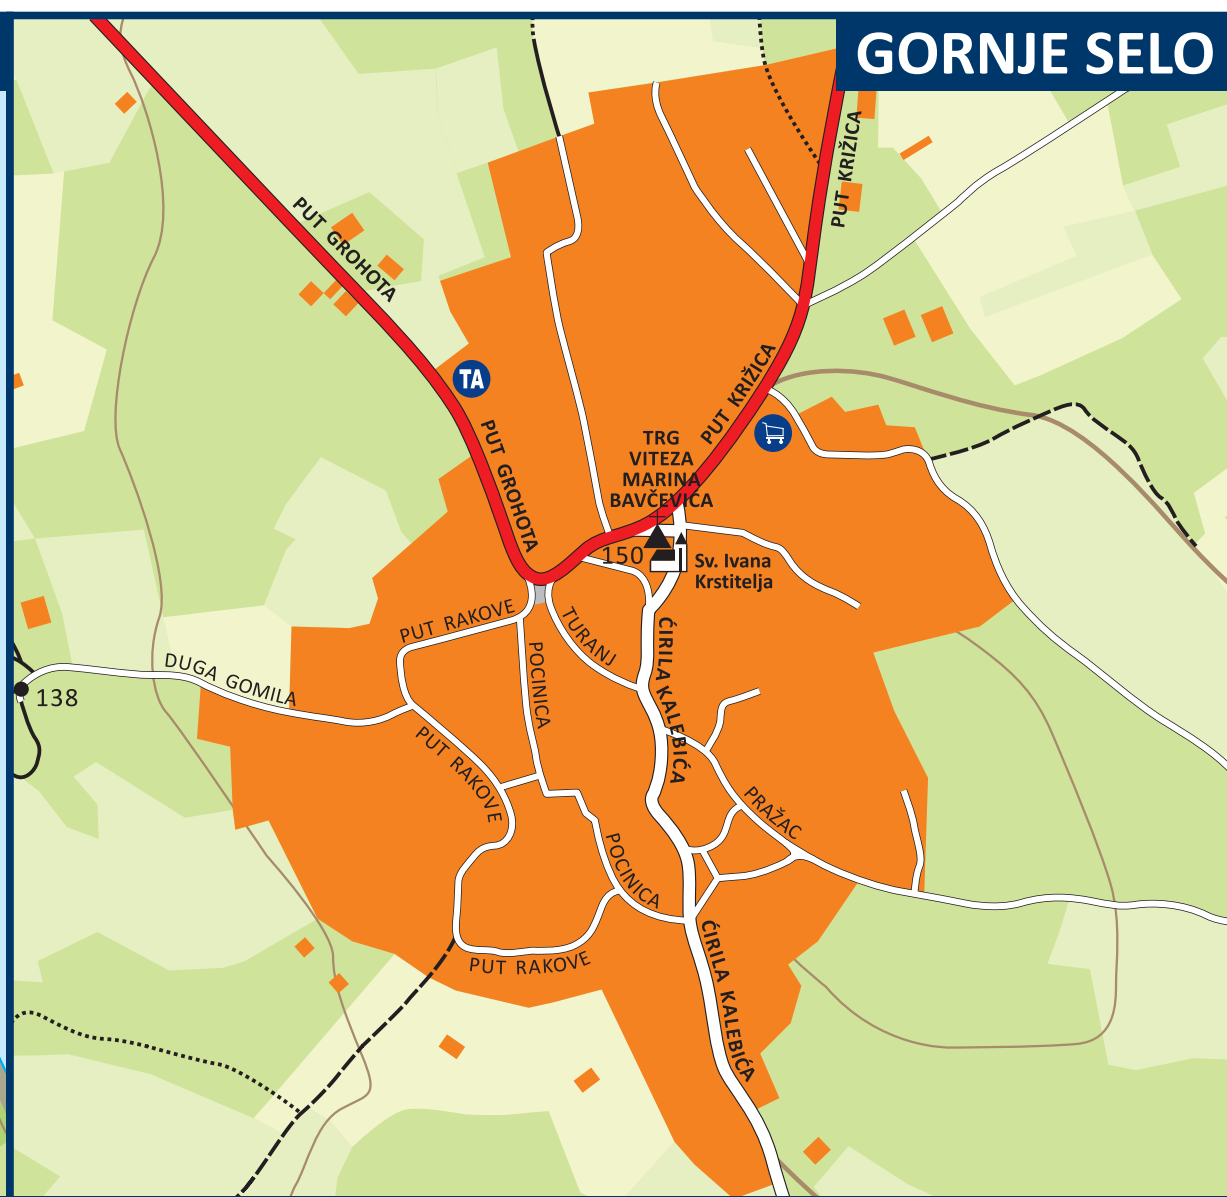 GORNJE SELO
PUT KRIŽICA
PUT GROHOTA
TA
PUT KRIŽICA
PUT GROHOTA
TRG
VITEZA
MARINA
BAVČEVIĆA
150
Sv. Ivana
Krstitelja
PUT RAKOVE
TURANJ
POCINICA
ĆIRILA KALEBIĆA
DUGA GOMILA
138
PUT RAKOVE
PRAŽAC
POCINICA
PUT RAKOVE
ĆIRILA KALEBIĆA